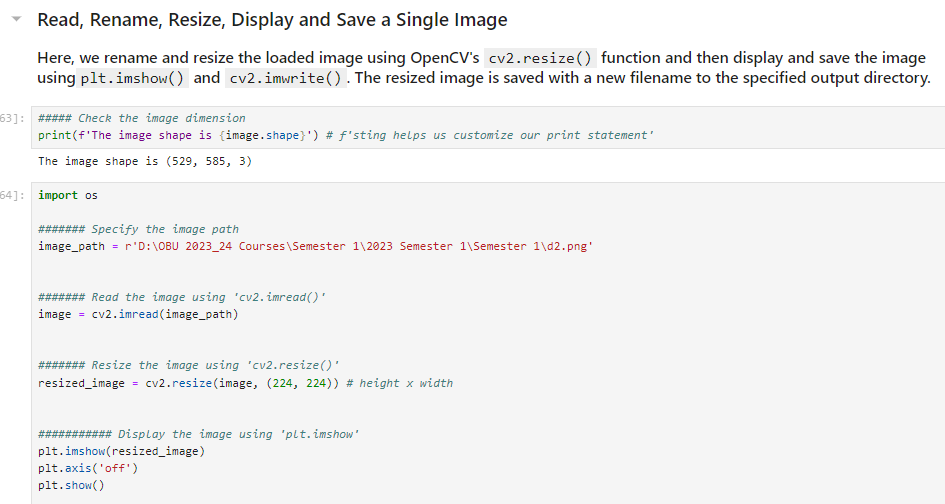 Read, Rename, Resize, Display and Save a Single Image
Here, we rename and resize the loaded image using OpenCV's cv2.resize() function and then display and save the image
using plt.imshow() and cv2.imwrite() . The resized image is saved with a new filename to the specified output directory.
63]: ##### Check the image dimension
print(f'The image shape is {image.shape}') # f'sting helps us customize our print statement'
The image shape is (529, 585, 3)
64]: import os
####### Specify the image path
image_path = r'D:\OBU 2023_24 Courses\Semester 1\2023 Semester 1\Semester 1\d2.png'
####### Read the image using 'cv2.imread()'
image = cv2.imread(image_path)
####### Resize the image using 'cv2.resize()'
resized_image = cv2.resize(image, (224, 224)) # height x width
########### Display the image using 'plt.imshow'
plt.imshow(resized_image)
plt.axis('off')
plt.show()